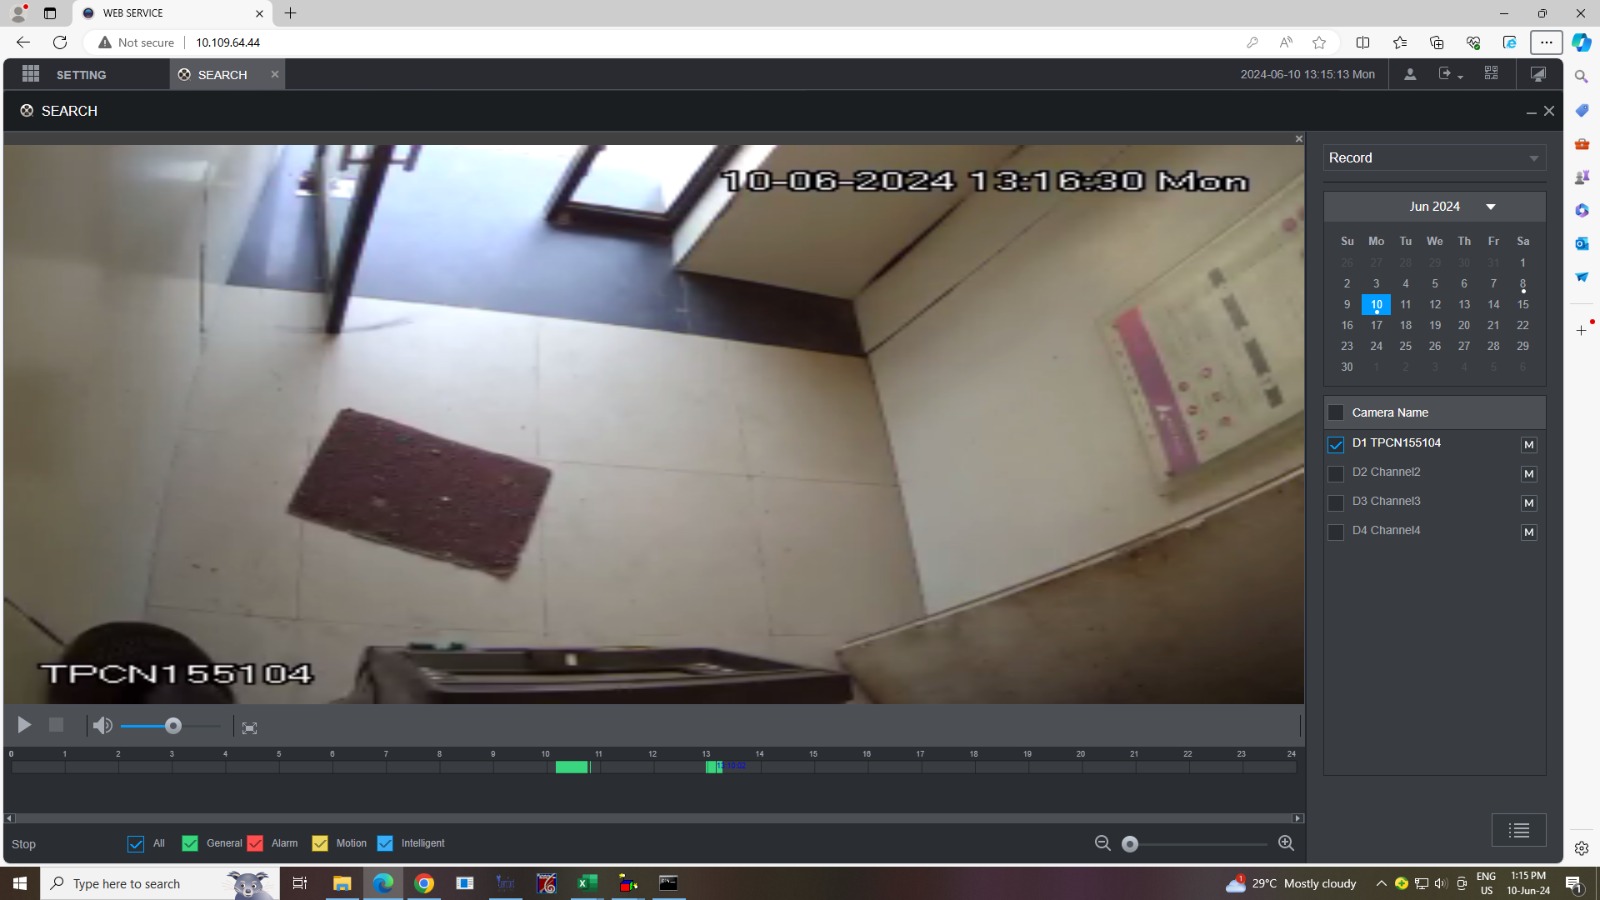 WEB SERVICE
Not secure
10.109.64.44
SETTING
SEARCH
2024-06-10 13:15:13 Mon
SEARCH
10-06-2024 13:16:30 Mon
TPCN155104
Record
Jun 2024
Su Mo Tu We Th Fr Sa
26 27 28 29 30 31 1
2 3 4 5 6 7 8
9 10 11 12 13 14 15
16 17 18 19 20 21 22
23 24 25 26 27 28 29
30 1 2 3 4 5 6
Camera Name
D1 TPCN155104 M
D2 Channel2 M
D3 Channel3 M
D4 Channel4 M
0 1 2 3 4 5 6 7 8 9 10 11 12 13 14 15 16 17 18 19 20 21 22 23 24
Stop
All General Alarm Motion Intelligent
Type here to search
29°C Mostly cloudy
ENG
US
1:15 PM
10-Jun-24
1